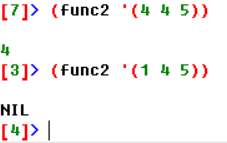 [7]> (func2 '(4 4 5))
4
[3]> (func2 '(1 4 5))
NIL
[4]>